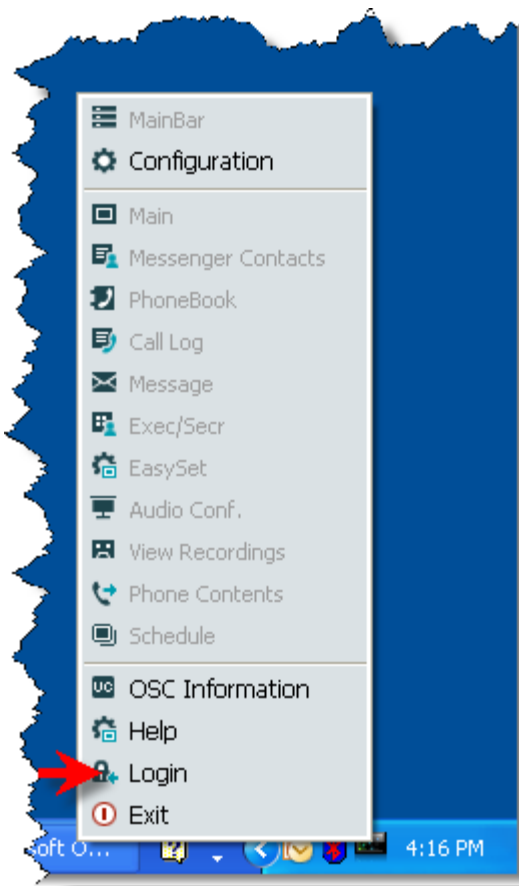 MainBar
Configuration
Main
Messenger Contacts
PhoneBook
Call Log
Message
Exec/Secr
EasySet
Audio Conf.
View Recordings
Phone Contents
Schedule
UC OSC Information
Help
Login
Exit
soft O... 4:16 PM